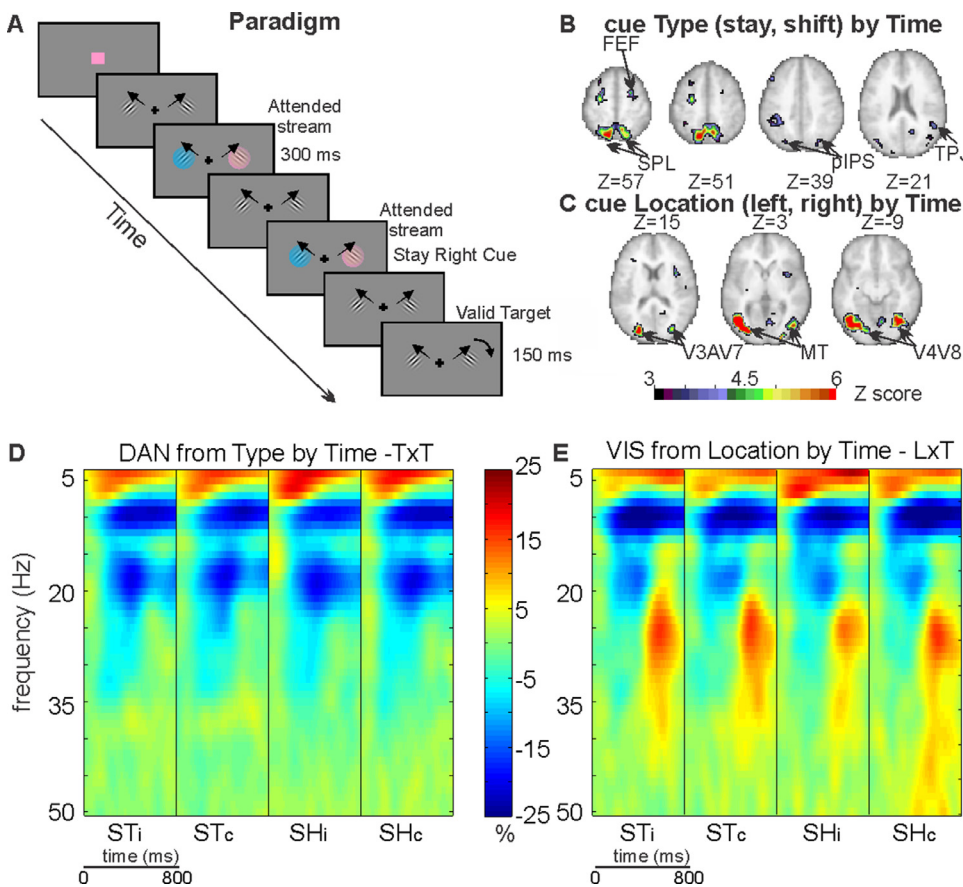 A
Paradigm
Attended
stream
300 ms
Attended
stream
Stay Right Cue
Valid Target
150 ms
Time
B cue Type (stay, shift) by Time
FEF
SPL
pIPS
TPJ
Z=57 Z=51 Z=39 Z=21
C cue Location (left, right) by Time
Z=15 Z=3 Z=-9
V3AV7 MT V4V8
3 4.5 6 Z score
D DAN from Type by Time -TxT
5
20
35
50
frequency (Hz)
STi STc SHi SHc
time (ms)
0 800
25
15
5
-5
-15
-25
%
E VIS from Location by Time - LxT
5
20
35
50
STi STc SHi SHc
0 800